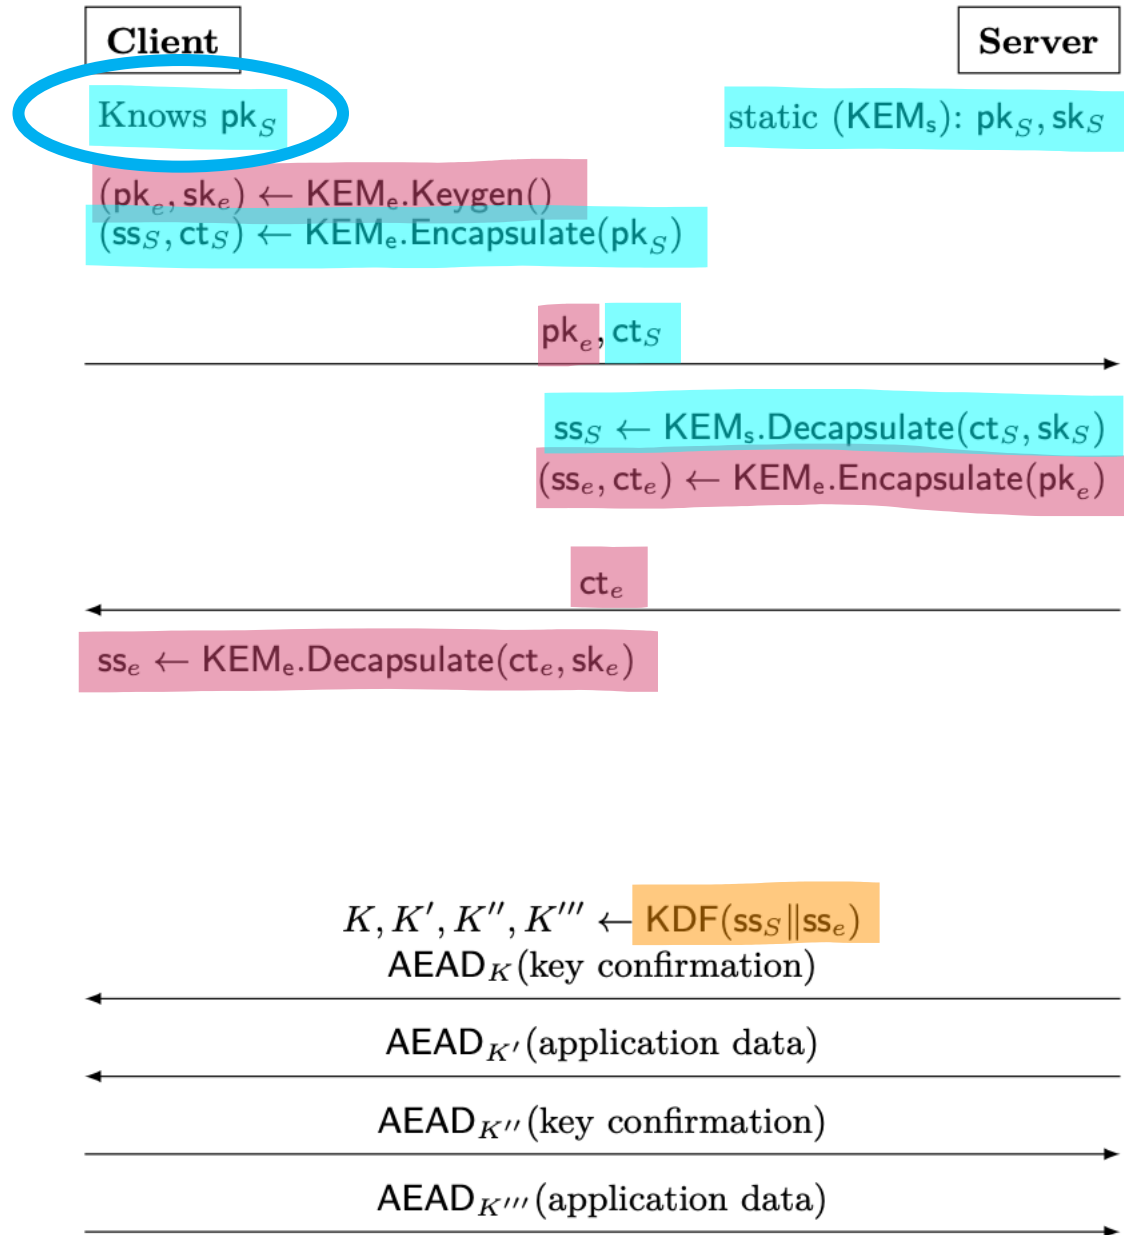 Client
Server
Knows pk_S
static (KEM_s): pk_S, sk_S
(pk_e, sk_e) ← KEM_e.Keygen()
(ss_S, ct_S) ← KEM_e.Encapsulate(pk_S)
pk_e, ct_S
ss_S ← KEM_s.Decapsulate(ct_S, sk_S)
(ss_e, ct_e) ← KEM_e.Encapsulate(pk_e)
ct_e
ss_e ← KEM_e.Decapsulate(ct_e, sk_e)
K, K′, K″, K‴ ← KDF(ss_S‖ss_e)
AEAD_K(key confirmation)
AEAD_K′(application data)
AEAD_K″(key confirmation)
AEAD_K‴(application data)